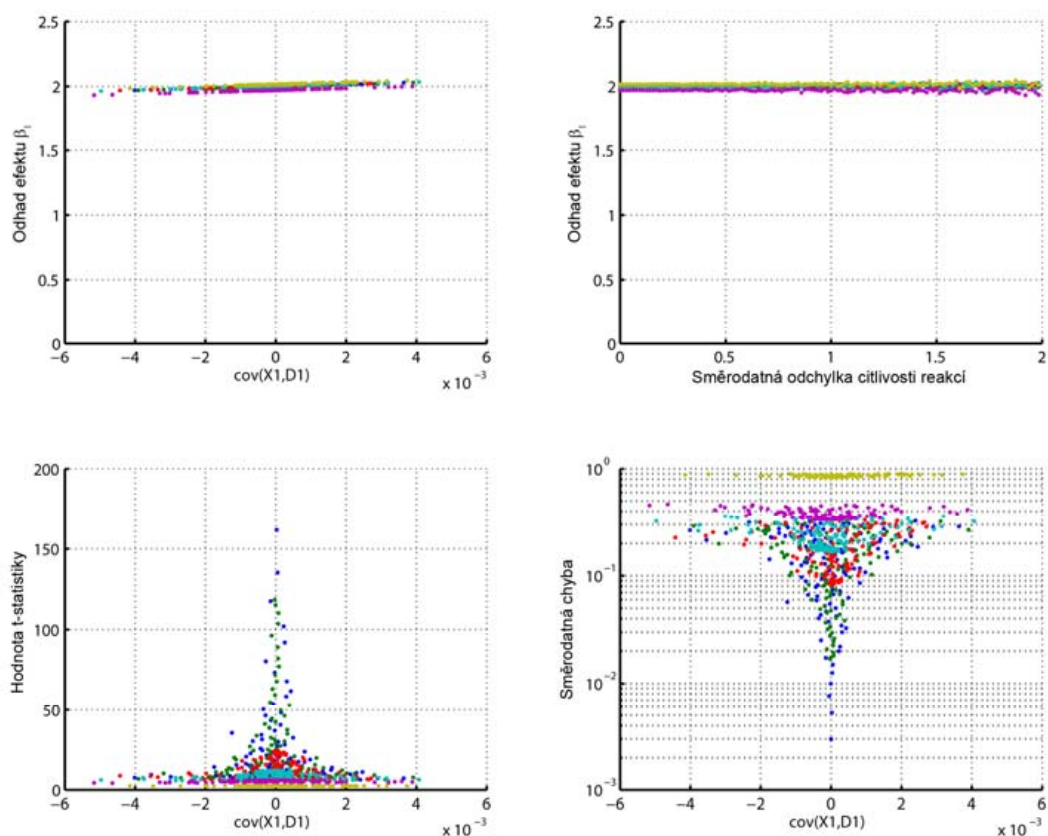 2.5
2
1.5
1
0.5
0
Odhad efektu β1
−6 −4 −2 0 2 4 6
cov(X1,D1)
x 10 −3
2.5
2
1.5
1
0.5
0
Odhad efektu β1
0 0.5 1 1.5 2
Směrodatná odchylka citlivosti reakcí
200
150
100
50
0
Hodnota t-statistiky
−6 −4 −2 0 2 4 6
cov(X1,D1)
x 10 −3
10 0
10 −1
10 −2
10 −3
Směrodatná chyba
−6 −4 −2 0 2 4 6
cov(X1,D1)
x 10 −3